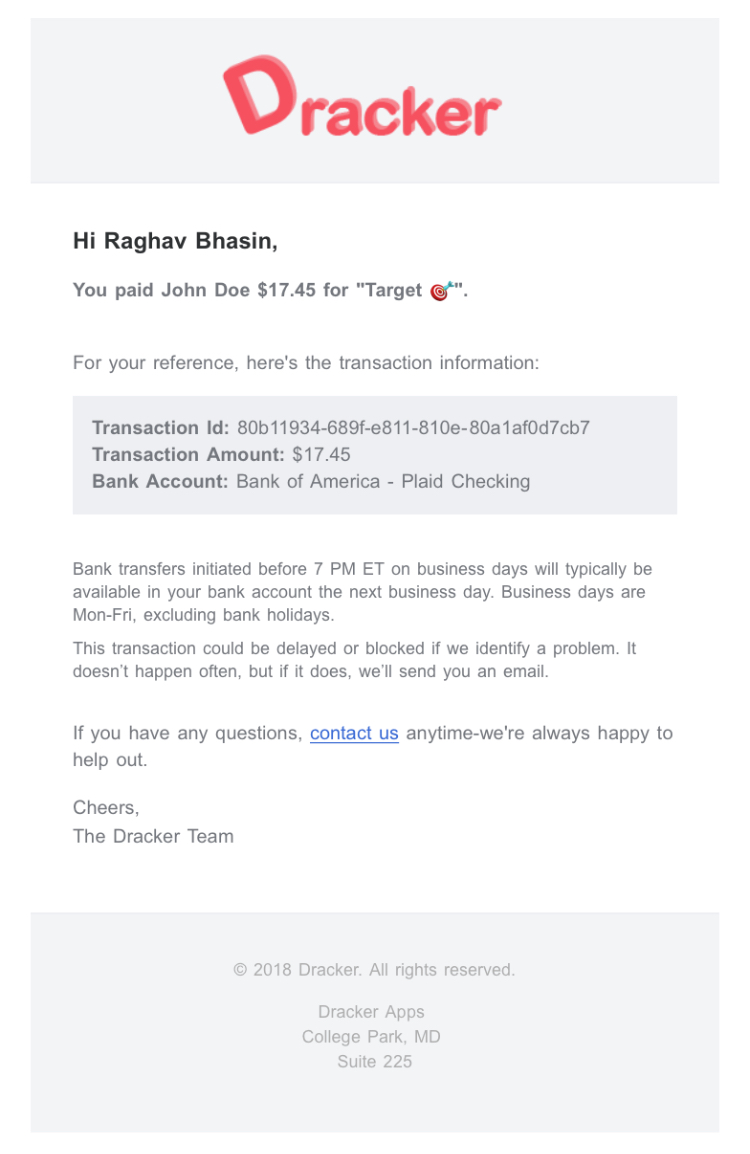 Dracker
Hi Raghav Bhasin,
You paid John Doe $17.45 for "Target 🎯".
For your reference, here's the transaction information:
Transaction Id: 80b11934-689f-e811-810e-80a1af0d7cb7
Transaction Amount: $17.45
Bank Account: Bank of America - Plaid Checking
Bank transfers initiated before 7 PM ET on business days will typically be
available in your bank account the next business day. Business days are
Mon-Fri, excluding bank holidays.
This transaction could be delayed or blocked if we identify a problem. It
doesn’t happen often, but if it does, we’ll send you an email.
If you have any questions, contact us anytime-we're always happy to
help out.
Cheers,
The Dracker Team
© 2018 Dracker. All rights reserved.
Dracker Apps
College Park, MD
Suite 225